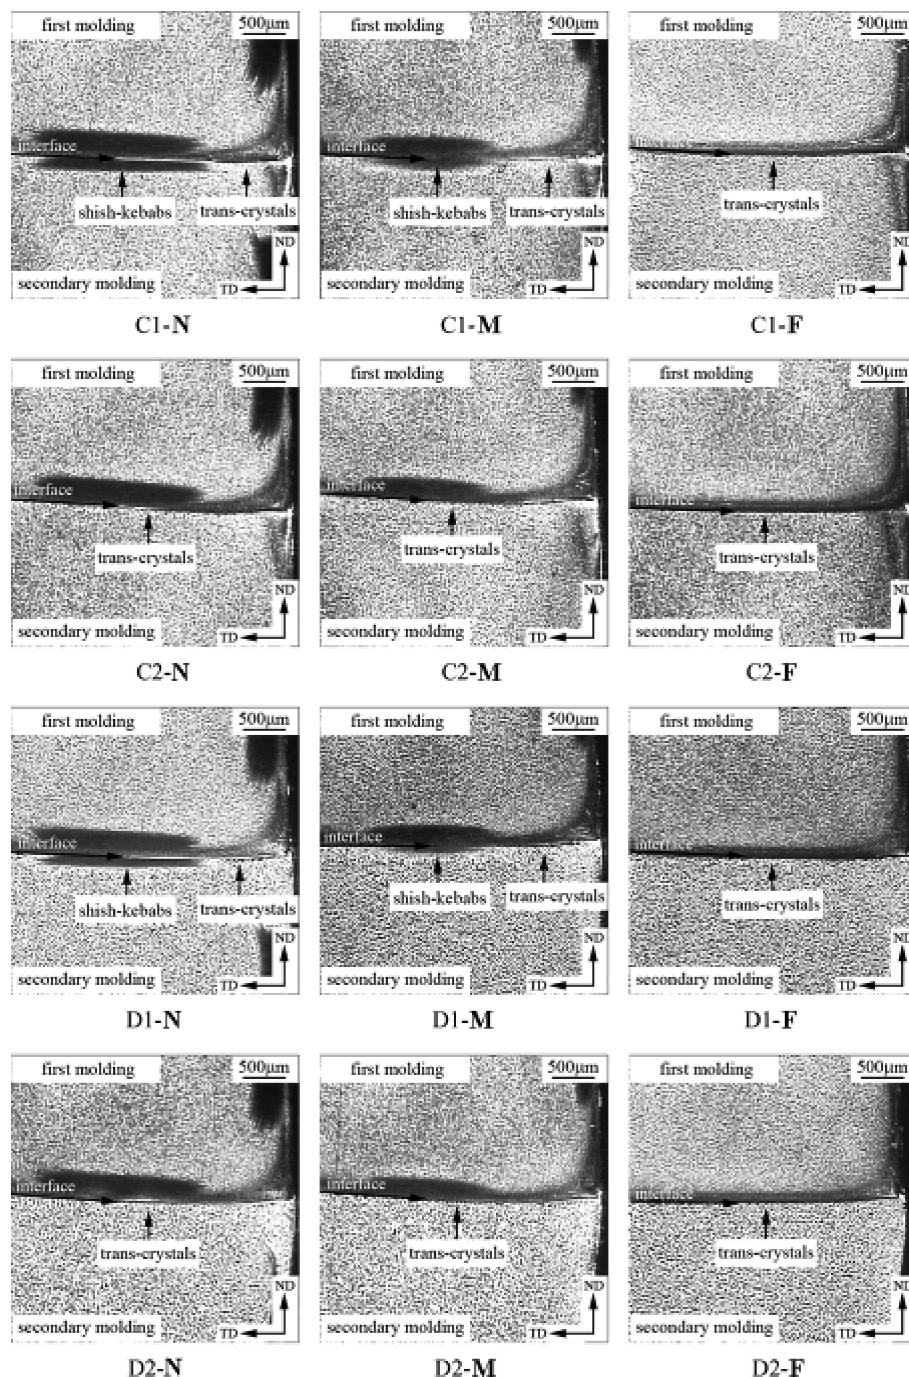 first molding 500μm first molding 500μm first molding 500μm
interface interface interface
shish-kebabs trans-crystals shish-kebabs trans-crystals trans-crystals
ND ND ND
secondary molding TD secondary molding TD secondary molding TD
C1-N C1-M C1-F
first molding 500μm first molding 500μm first molding 500μm
interface interface interface
trans-crystals trans-crystals trans-crystals
ND ND ND
secondary molding TD secondary molding TD secondary molding TD
C2-N C2-M C2-F
first molding 500μm first molding 500μm first molding 500μm
interface interface interface
shish-kebabs trans-crystals shish-kebabs trans-crystals trans-crystals
ND ND ND
secondary molding TD secondary molding TD secondary molding TD
D1-N D1-M D1-F
first molding 500μm first molding 500μm first molding 500μm
interface interface interface
trans-crystals trans-crystals trans-crystals
ND ND ND
secondary molding TD secondary molding TD secondary molding TD
D2-N D2-M D2-F